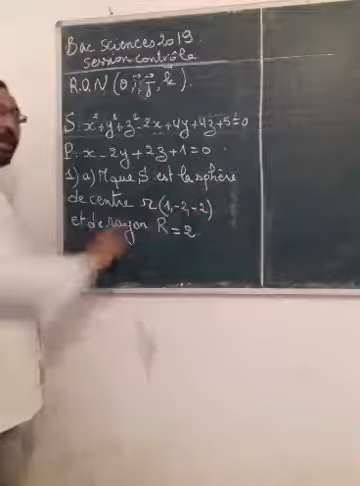 Bac sciences 2019
session contrôle
R.O.N (o, i, j, k).
S: x²+y²+z²-2x+4y+4z+5=0
P: x-2y+2z+1=0.
1) a) Mque S est la sphère
de centre Ω(1,-2,-2)
et de rayon R=2